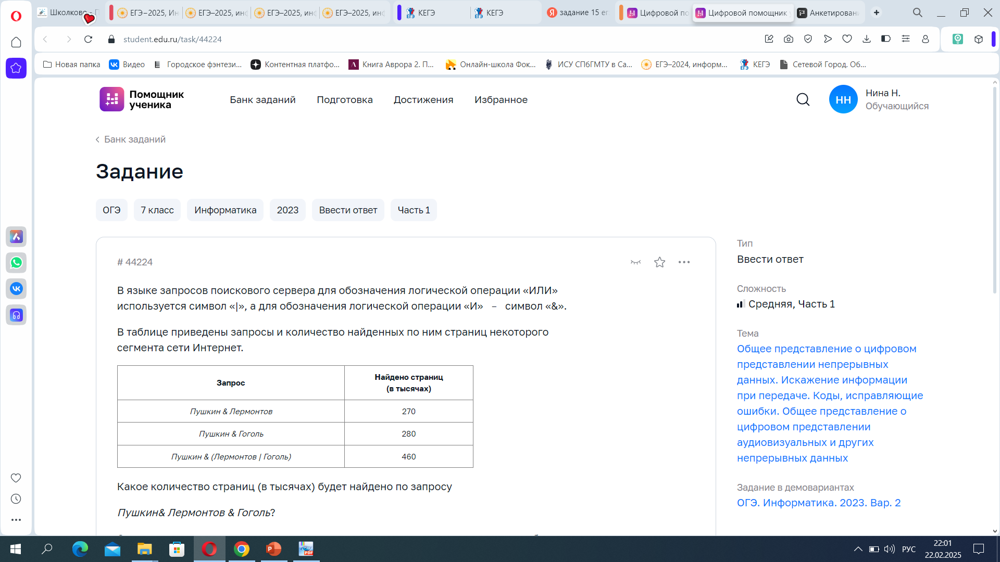 Школково - П
ЕГЭ–2025, Ин
ЕГЭ–2025, инф
ЕГЭ–2025, инф
ЕГЭ–2025, инф
КЕГЭ
КЕГЭ
задание 15 ег
Цифровой по
Цифровой помощник у
Анкетирован
student.edu.ru/task/44224
Новая папка
Видео
Городское фэнтези...
Контентная платфо...
Книга Аврора 2. П...
Онлайн-школа Фок...
ИСУ СПбГМТУ в Са...
ЕГЭ–2024, информ...
КЕГЭ
Сетевой Город. Об...
Помощник
ученика
Банк заданий
Подготовка
Достижения
Избранное
НН
Нина Н.
Обучающийся
Банк заданий
Задание
ОГЭ
7 класс
Информатика
2023
Ввести ответ
Часть 1
# 44224
В языке запросов поискового сервера для обозначения логической операции «ИЛИ»
используется символ «|», а для обозначения логической операции «И» – символ «&».
В таблице приведены запросы и количество найденных по ним страниц некоторого
сегмента сети Интернет.
Запрос
Найдено страниц
(в тысячах)
Пушкин & Лермонтов
270
Пушкин & Гоголь
280
Пушкин & (Лермонтов | Гоголь)
460
Какое количество страниц (в тысячах) будет найдено по запросу
Пушкин& Лермонтов & Гоголь?
Тип
Ввести ответ
Сложность
Средняя, Часть 1
Тема
Общее представление о цифровом
представлении непрерывных
данных. Искажение информации
при передаче. Коды, исправляющие
ошибки. Общее представление о
цифровом представлении
аудиовизуальных и других
непрерывных данных
Задание в демовариантах
ОГЭ. Информатика. 2023. Вар. 2
РУС
22:01
22.02.2025